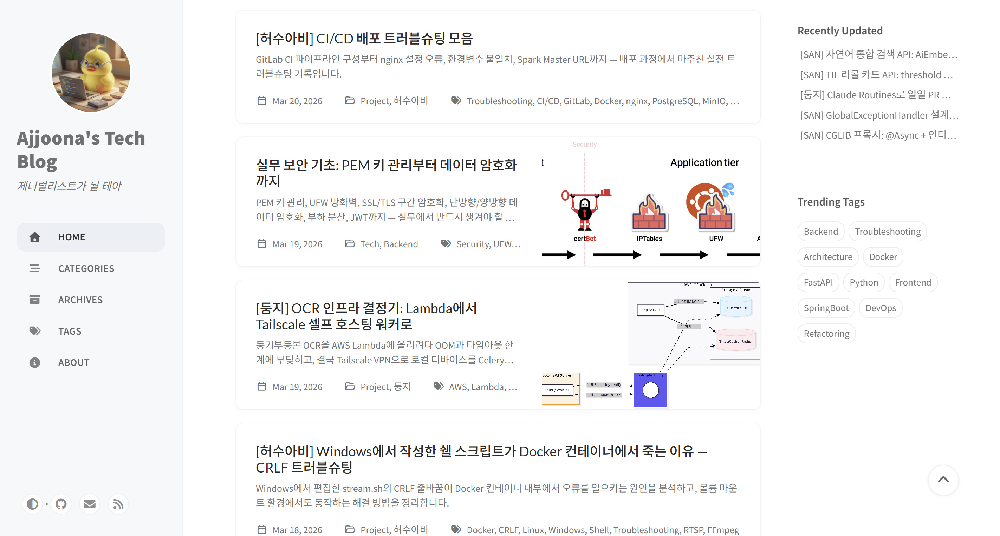 Ajjoona's Tech
Blog
제너럴리스트가 될 테야
HOME
CATEGORIES
ARCHIVES
TAGS
ABOUT
[허수아비] CI/CD 배포 트러블슈팅 모음
GitLab CI 파이프라인 구성부터 nginx 설정 오류, 환경변수 불일치, Spark Master URL까지 — 배포 과정에서 마주친 실전 트
러블슈팅 기록입니다.
Mar 20, 2026 Project, 허수아비 Troubleshooting, CI/CD, GitLab, Docker, nginx, PostgreSQL, MinIO, …
실무 보안 기초: PEM 키 관리부터 데이터 암호화
까지
PEM 키 관리, UFW 방화벽, SSL/TLS 구간 암호화, 단방향/양방향 데
이터 암호화, 부하 분산, JWT까지 — 실무에서 반드시 챙겨야 할 …
Mar 19, 2026 Tech, Backend Security, UFW…
Security
t Application tier
certBot IPTables UFW A
[둥지] OCR 인프라 결정기: Lambda에서
Tailscale 셀프 호스팅 워커로
등기부등본 OCR을 AWS Lambda에 올리려다 OOM과 타임아웃 한
계에 부딪히고, 결국 Tailscale VPN으로 로컬 디바이스를 Celery…
Mar 19, 2026 Project, 둥지 AWS, Lambda, …
AWS VPC (Cloud)
Storage & Queue
1-1. PENDING 기록
App Server
RDS (State DB)
1-2. 작업 Push
ElastiCache (Redis)
Local GPU Server
Tailscale Tunnel
Celery Worker
2. 작업 Polling (Pull)
3. 결과 Update (Push)
[허수아비] Windows에서 작성한 쉘 스크립트가 Docker 컨테이너에서 죽는 이유 —
CRLF 트러블슈팅
Windows에서 편집한 stream.sh의 CRLF 줄바꿈이 Docker 컨테이너 내부에서 오류를 일으키는 원인을 분석하고, 볼륨 마운
트 환경에서도 동작하는 해결 방법을 정리합니다.
Mar 18, 2026 Project, 허수아비 Docker, CRLF, Linux, Windows, Shell, Troubleshooting, RTSP, FFmpeg
Recently Updated
[SAN] 자연어 통합 검색 API: AiEmbe…
[SAN] TIL 리콜 카드 API: threshold …
[둥지] Claude Routines로 일일 PR …
[SAN] GlobalExceptionHandler 설계…
[SAN] CGLIB 프록시: @Async + 인터…
Trending Tags
Backend Troubleshooting
Architecture Docker
FastAPI Python Frontend
SpringBoot DevOps
Refactoring